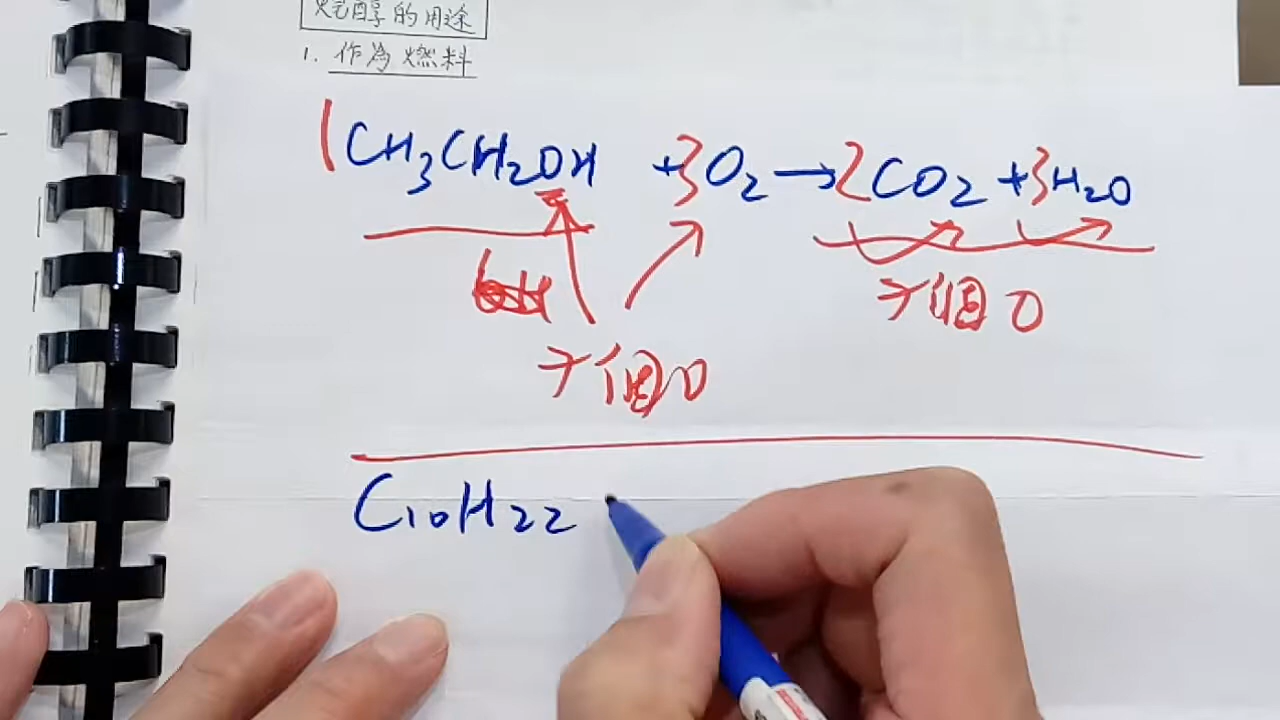 烷醇的用途
1. 作為燃料
1CH3CH2OH + 3O2 → 2CO2 + 3H2O
7個O
7個O
C10H22